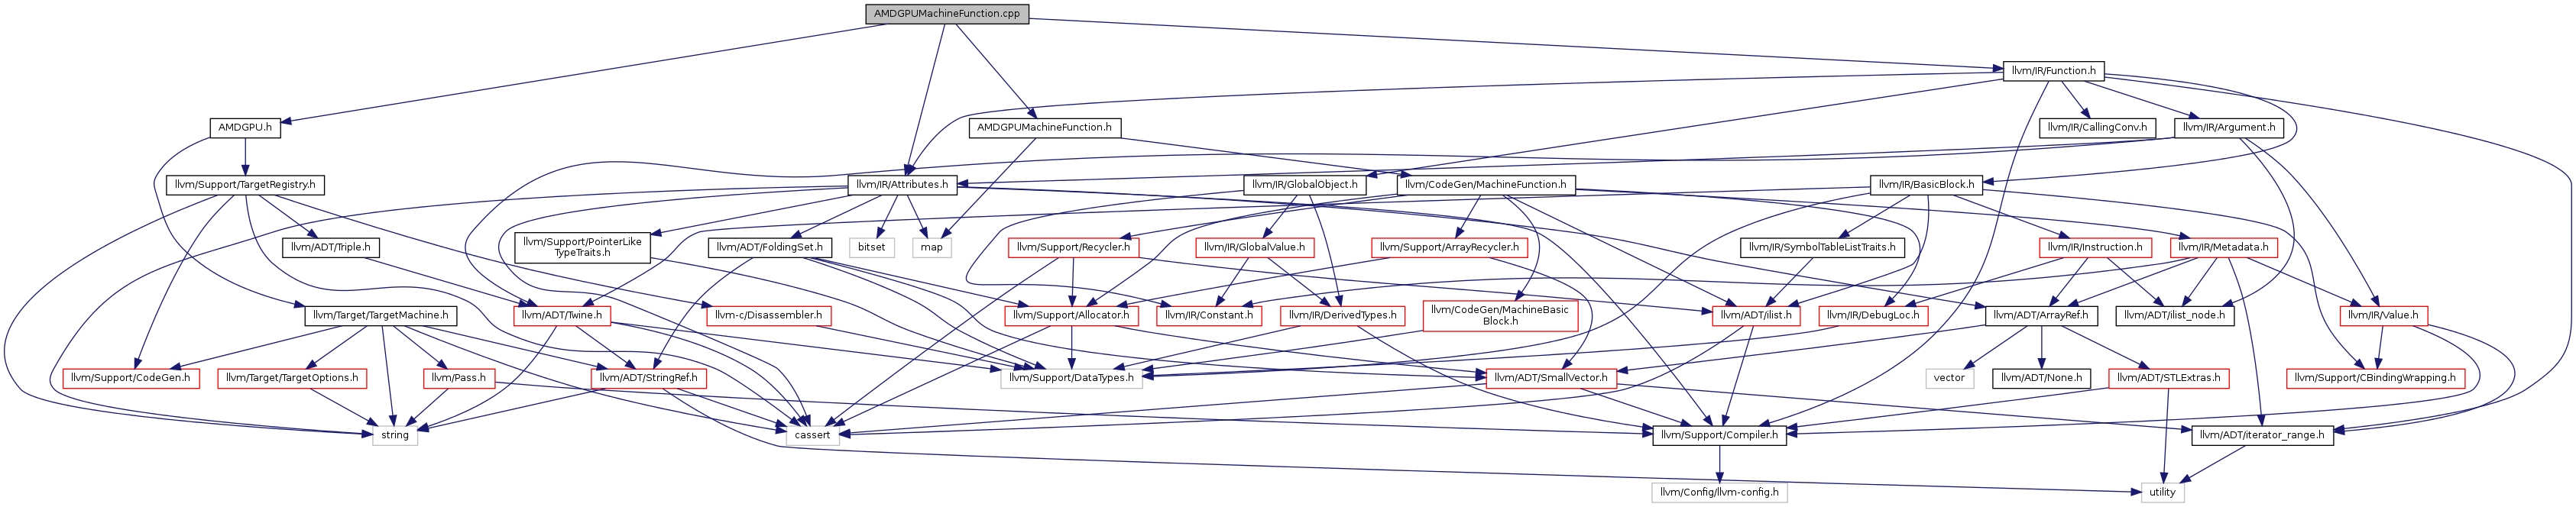 AMDGPUMachineFunction.cpp
llvm/IR/Function.h
AMDGPU.h
AMDGPUMachineFunction.h
llvm/IR/CallingConv.h
llvm/IR/Argument.h
llvm/Support/TargetRegistry.h
llvm/IR/Attributes.h
llvm/IR/GlobalObject.h
llvm/CodeGen/MachineFunction.h
llvm/IR/BasicBlock.h
llvm/ADT/Triple.h
llvm/Support/PointerLike
TypeTraits.h
llvm/ADT/FoldingSet.h
bitset
map
llvm/Support/Recycler.h
llvm/IR/GlobalValue.h
llvm/Support/ArrayRecycler.h
llvm/IR/SymbolTableListTraits.h
llvm/IR/Instruction.h
llvm/IR/Metadata.h
llvm/Target/TargetMachine.h
llvm/ADT/Twine.h
llvm-c/Disassembler.h
llvm/Support/Allocator.h
llvm/IR/Constant.h
llvm/IR/DerivedTypes.h
llvm/CodeGen/MachineBasic
Block.h
llvm/ADT/ilist.h
llvm/IR/DebugLoc.h
llvm/ADT/ArrayRef.h
llvm/ADT/ilist_node.h
llvm/IR/Value.h
llvm/Support/CodeGen.h
llvm/Target/TargetOptions.h
llvm/Pass.h
llvm/ADT/StringRef.h
llvm/Support/DataTypes.h
llvm/ADT/SmallVector.h
vector
llvm/ADT/None.h
llvm/ADT/STLExtras.h
llvm/Support/CBindingWrapping.h
string
cassert
llvm/Support/Compiler.h
llvm/ADT/iterator_range.h
llvm/Config/llvm-config.h
utility